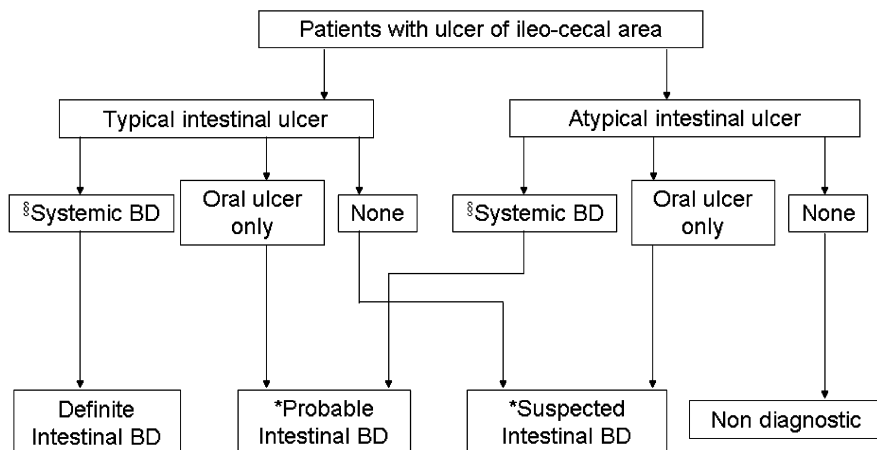 Patients with ulcer of ileo-cecal area
Typical intestinal ulcer
Atypical intestinal ulcer
§Systemic BD
Oral ulcer
only
None
§Systemic BD
Oral ulcer
only
None
Definite
Intestinal BD
*Probable
Intestinal BD
*Suspected
Intestinal BD
Non diagnostic